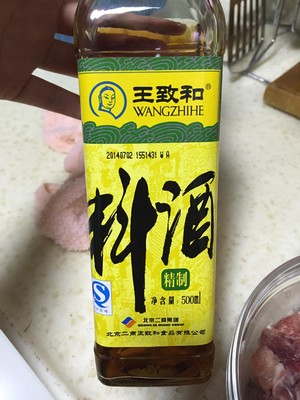 王致和®
WANGZHIHE
20140702 1551431 W A
料酒
精制
净含量：500ml
北京二商集团
北京二商王致和食品有限公司